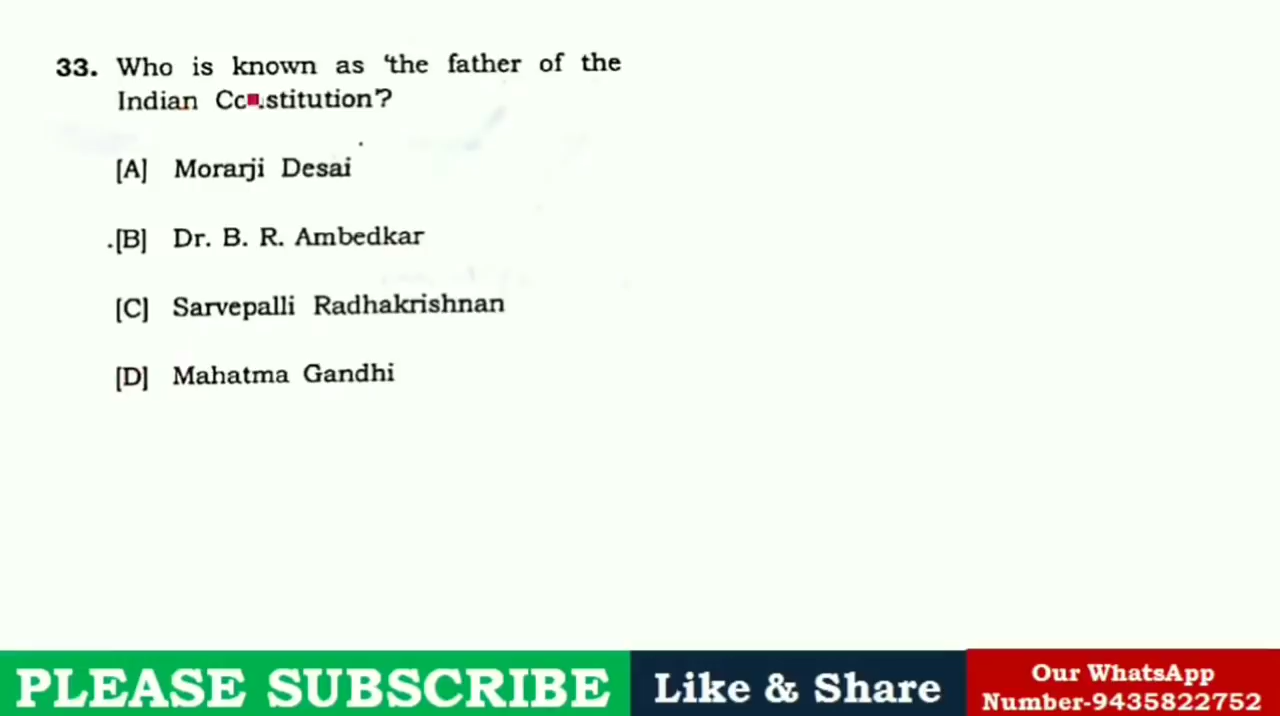 33. Who is known as 'the father of the
Indian Constitution'?
[A] Morarji Desai
.[B] Dr. B. R. Ambedkar
[C] Sarvepalli Radhakrishnan
[D] Mahatma Gandhi
PLEASE SUBSCRIBE
Like & Share
Our WhatsApp
Number-9435822752